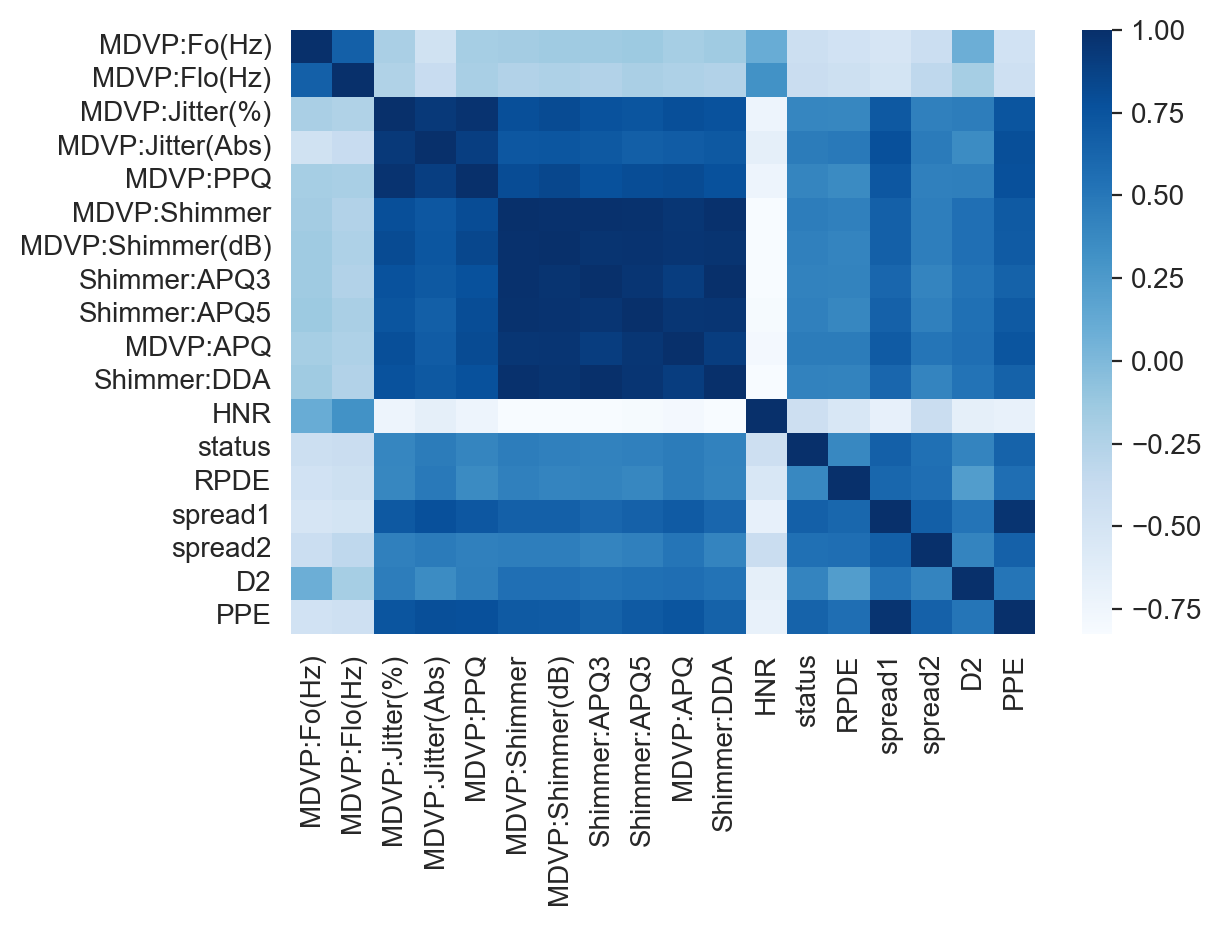 MDVP:Fo(Hz)
MDVP:Flo(Hz)
MDVP:Jitter(%)
MDVP:Jitter(Abs)
MDVP:PPQ
MDVP:Shimmer
MDVP:Shimmer(dB)
Shimmer:APQ3
Shimmer:APQ5
MDVP:APQ
Shimmer:DDA
HNR
status
RPDE
spread1
spread2
D2
PPE
MDVP:Fo(Hz)
MDVP:Flo(Hz)
MDVP:Jitter(%)
MDVP:Jitter(Abs)
MDVP:PPQ
MDVP:Shimmer
MDVP:Shimmer(dB)
Shimmer:APQ3
Shimmer:APQ5
MDVP:APQ
Shimmer:DDA
HNR
status
RPDE
spread1
spread2
D2
PPE
1.00
0.75
0.50
0.25
0.00
−0.25
−0.50
−0.75